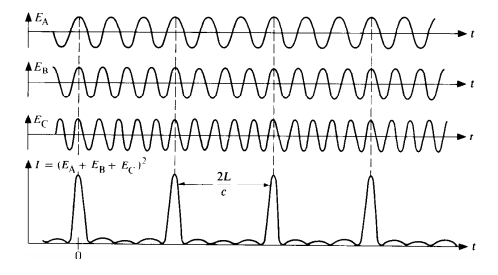 E_A
t
E_B
t
E_C
t
I = (E_A + E_B + E_C)^2
2L
c
t
0